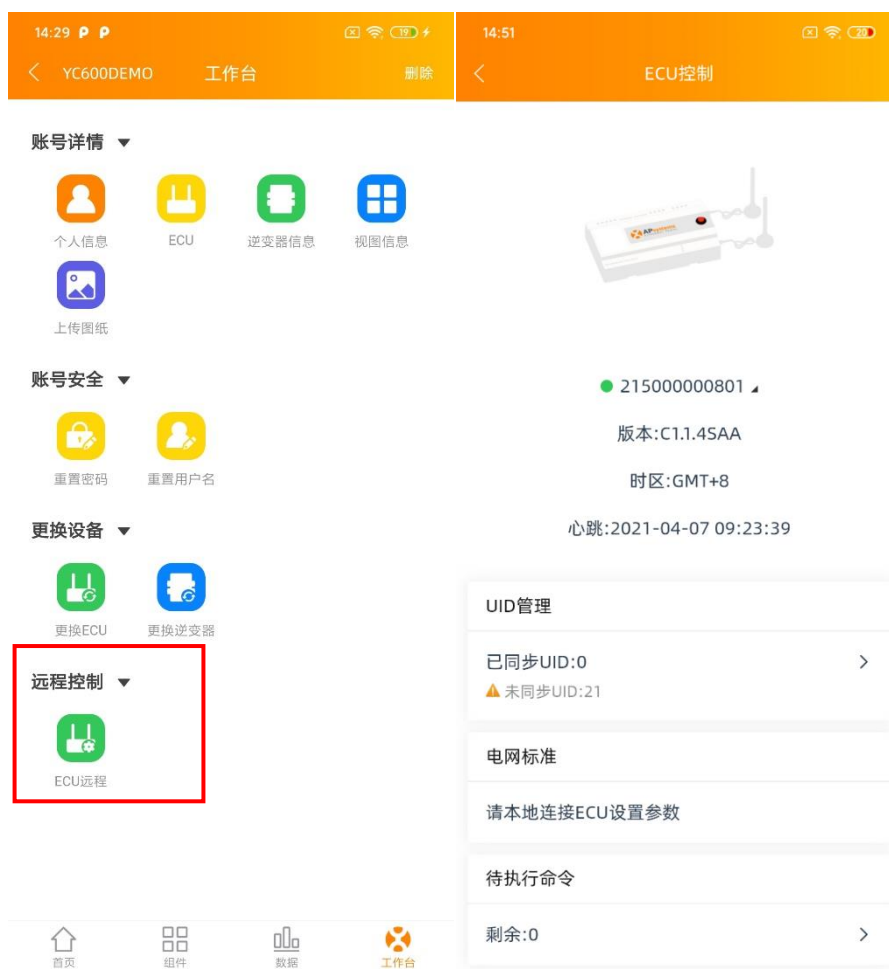 14:29
19
YC600DEMO 工作台 删除
账号详情
个人信息 ECU 逆变器信息 视图信息
上传图纸
账号安全
重置密码 重置用户名
更换设备
更换ECU 更换逆变器
远程控制
ECU远程
首页 组件 数据 工作台
14:51
20
ECU控制
APsystems
215000000801
版本:C1.1.4SAA
时区:GMT+8
心跳:2021-04-07 09:23:39
UID管理
已同步UID:0
未同步UID:21
电网标准
请本地连接ECU设置参数
待执行命令
剩余:0